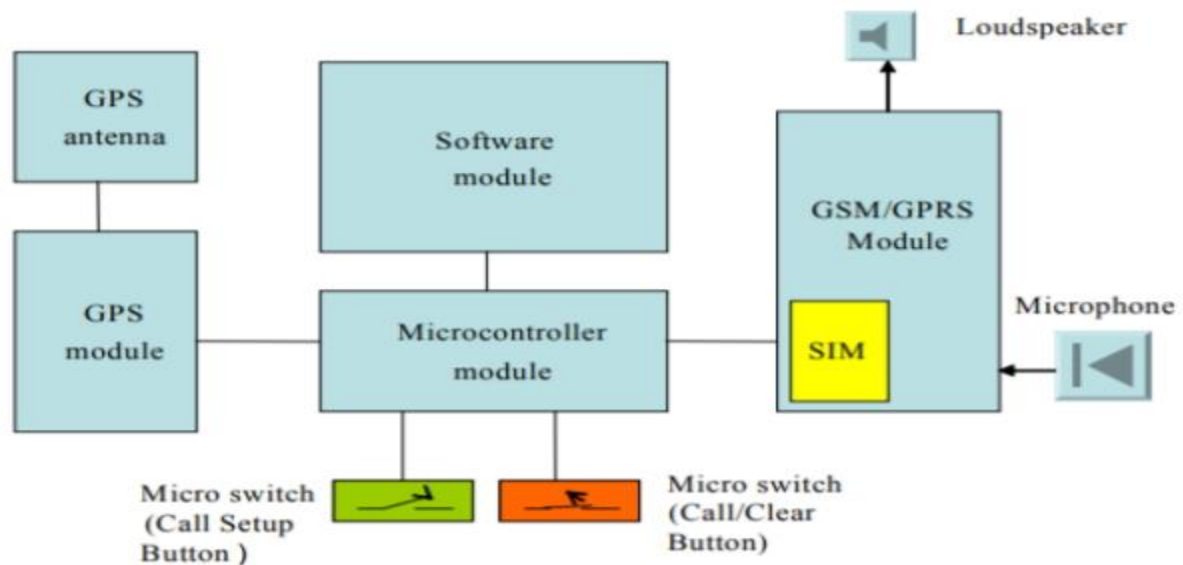 Loudspeaker
GPS
antenna
Software
module
GSM/GPRS
Module
GPS
module
Microcontroller
module
SIM
Microphone
Micro switch
(Call Setup
Button )
Micro switch
(Call/Clear
Button)